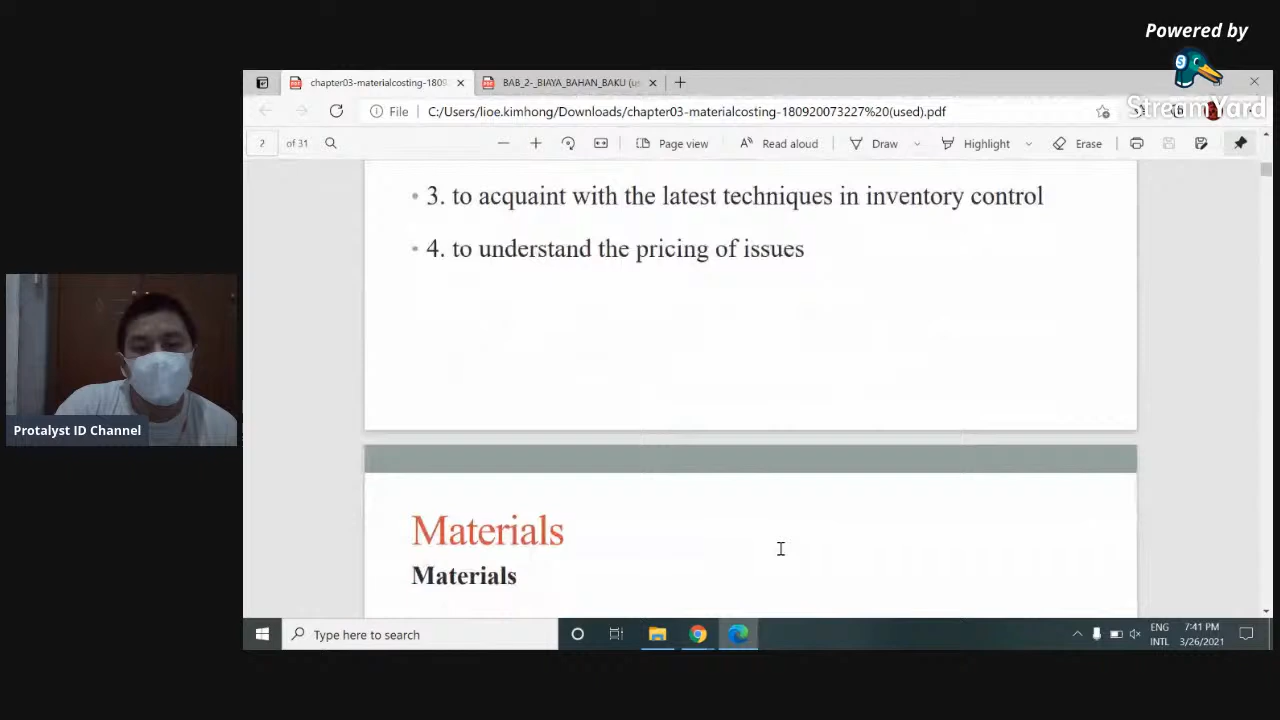 Powered by
StreamYard
chapter03-materialcosting-1809
BAB_2-_BIAYA_BAHAN_BAKU (u
File
C:/Users/lioe.kimhong/Downloads/chapter03-materialcosting-180920073227%20(used).pdf
2 of 31
Page view
Read aloud
Draw
Highlight
Erase
• 3. to acquaint with the latest techniques in inventory control
• 4. to understand the pricing of issues
Protalyst ID Channel
Materials
Materials
Type here to search
ENG
INTL
7:41 PM
3/26/2021